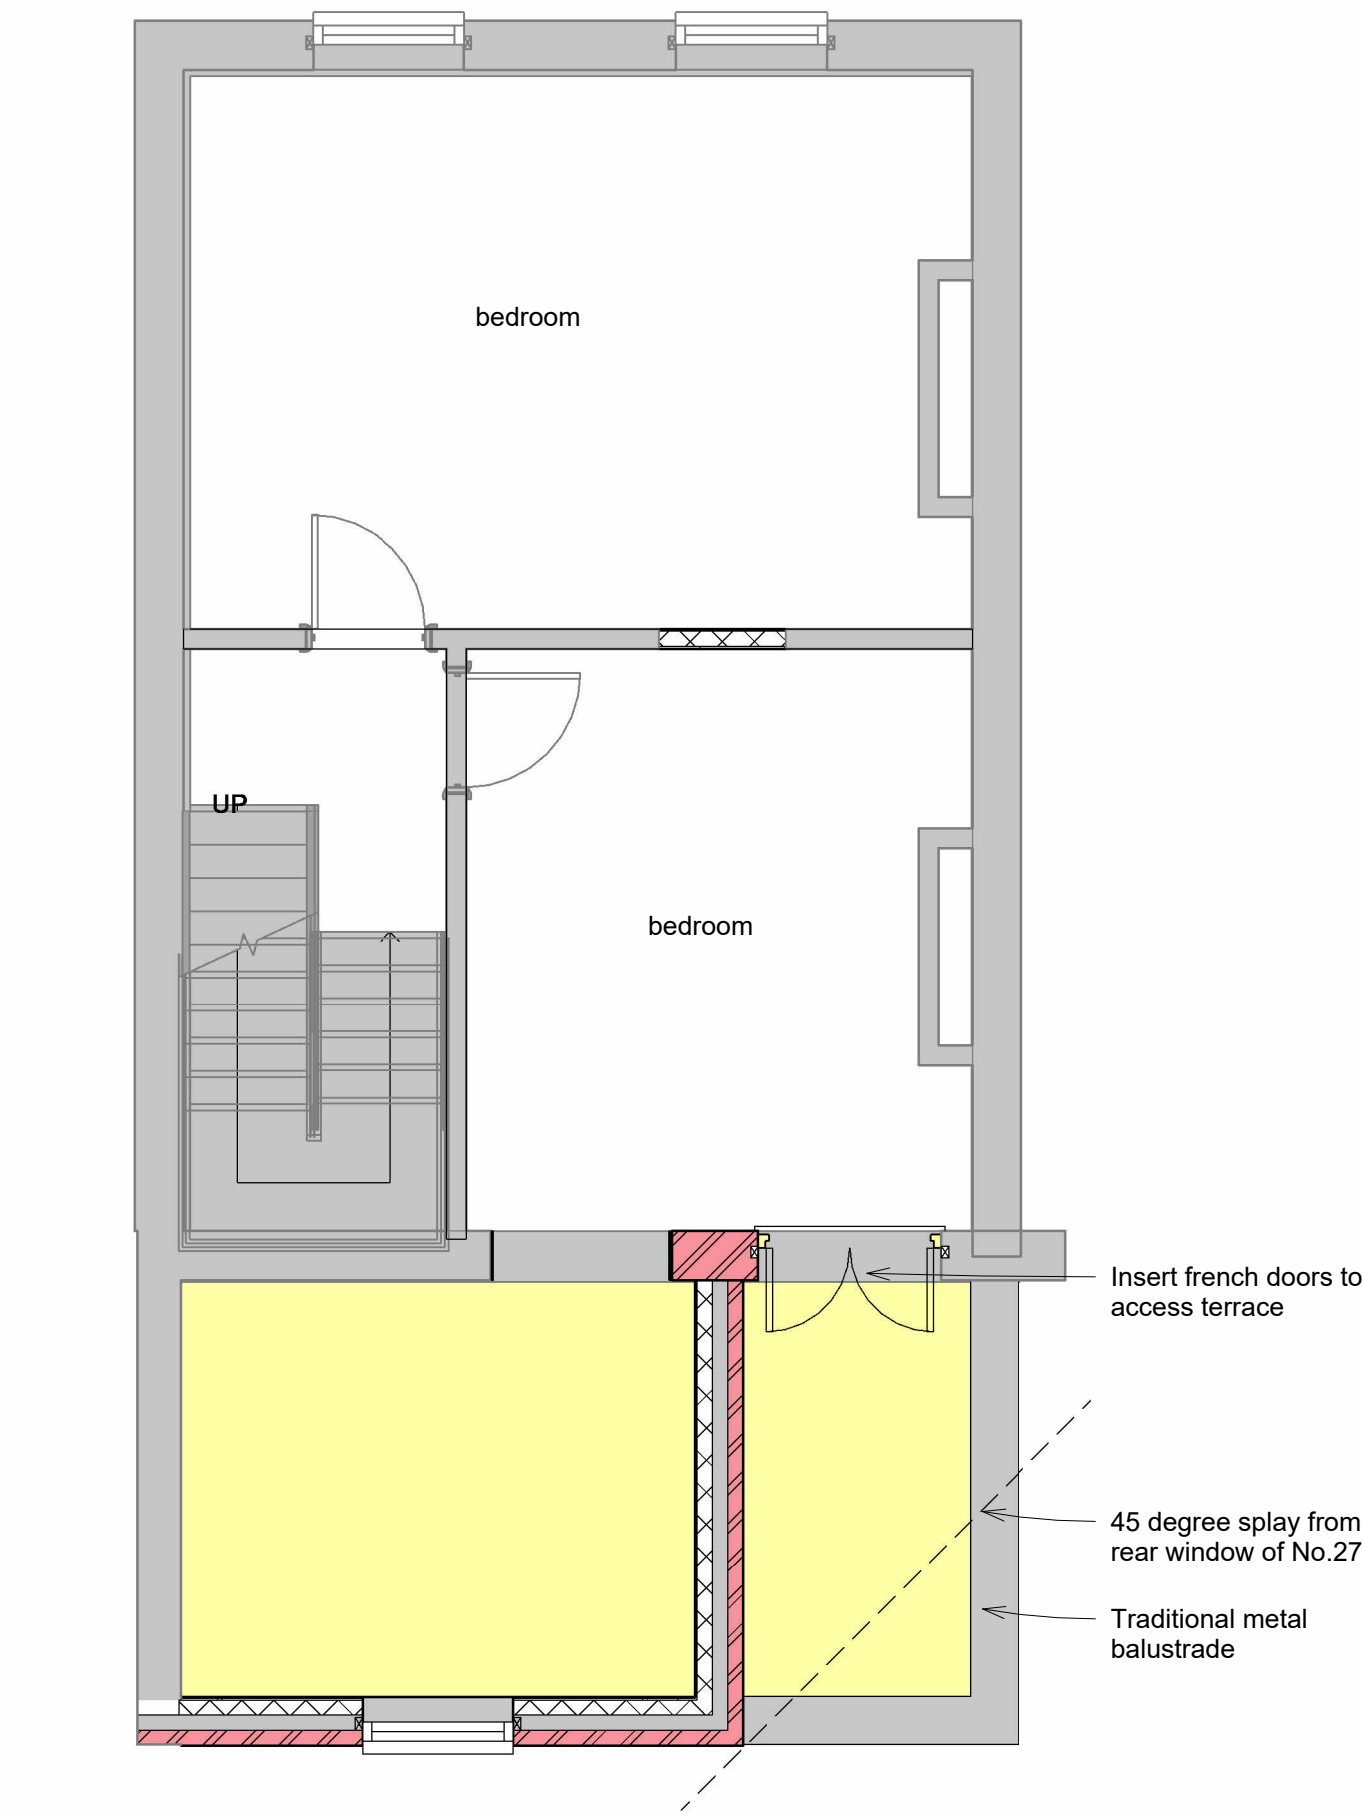 bedroom
UP
bedroom
Insert french doors to
access terrace
45 degree splay from
rear window of No.27
Traditional metal
balustrade